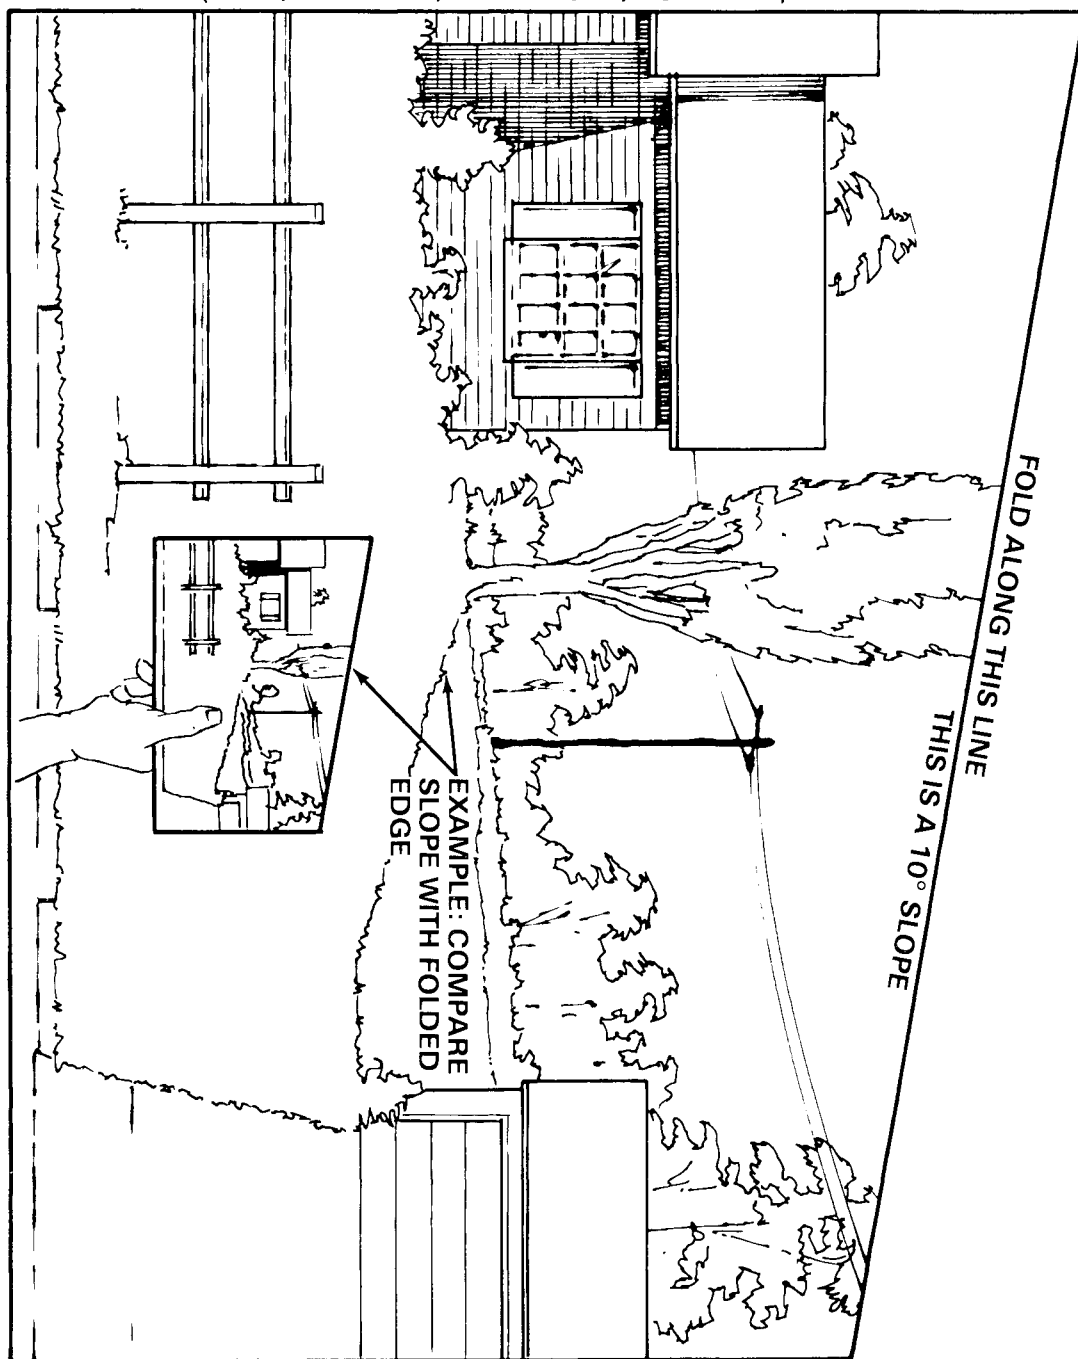 FOLD ALONG THIS LINE
THIS IS A 10° SLOPE
EXAMPLE: COMPARE
SLOPE WITH FOLDED
EDGE